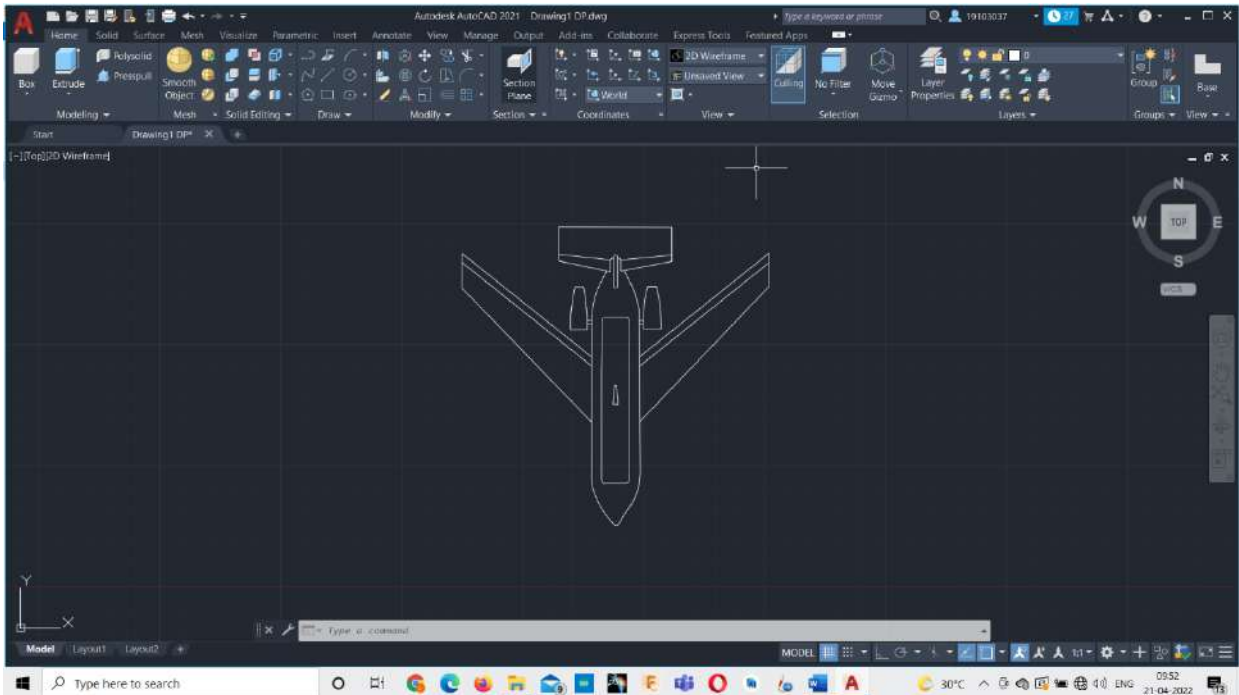 Autodesk AutoCAD 2021 Drawing1 DP.dwg Type a keyword or phrase 19103037 27
Home Solid Surface Mesh Visualize Parametric Insert Annotate View Manage Output Add-ins Collaborate Express Tools Featured Apps
Box Extrude Polysolid Presspull Smooth Object Section Plane World 2D Wireframe Unsaved View Culling No Filter Move Gizmo Layer Properties 0 Group Base
Modeling Mesh Solid Editing Draw Modify Section Coordinates View Selection Layers Groups View
Start Drawing1 DP*
[-][Top][2D Wireframe]
N
W TOP E
S
WCS
Y
X
Type a command
Model Layout1 Layout2 MODEL 1:1
Type here to search 30°C ENG 09:52
21-04-2022